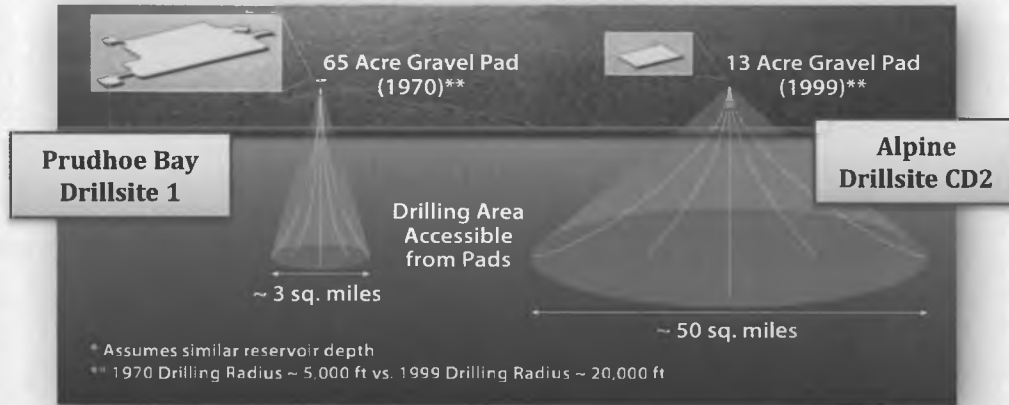 65 Acre Gravel Pad
(1970)**
13 Acre Gravel Pad
(1999)**
Prudhoe Bay
Drillsite 1
Alpine
Drillsite CD2
Drilling Area
Accessible
from Pads
~ 3 sq. miles
~ 50 sq. miles
* Assumes similar reservoir depth
** 1970 Drilling Radius ~ 5,000 ft vs. 1999 Drilling Radius ~ 20,000 ft